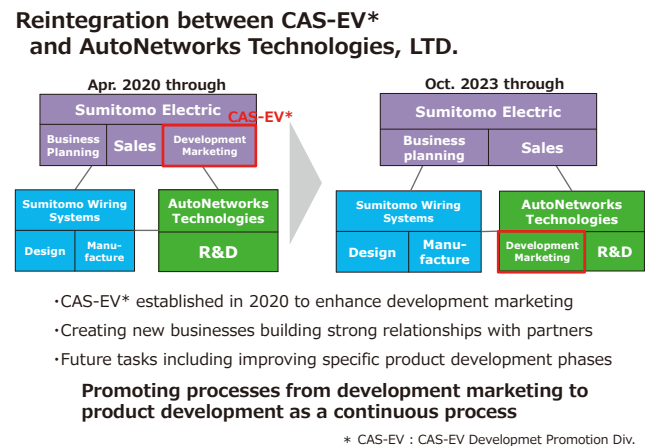 Reintegration between CAS-EV*
and AutoNetworks Technologies, LTD.
Apr. 2020 through
Sumitomo Electric
CAS-EV*
Business
Planning
Sales
Development
Marketing
Sumitomo Wiring
Systems
Design
Manu-
facture
AutoNetworks
Technologies
R&D
Oct. 2023 through
Sumitomo Electric
Business
planning
Sales
Sumitomo Wiring
Systems
Design
Manu-
facture
AutoNetworks
Technologies
Development
Marketing
R&D
・CAS-EV* established in 2020 to enhance development marketing
・Creating new businesses building strong relationships with partners
・Future tasks including improving specific product development phases
Promoting processes from development marketing to
product development as a continuous process
* CAS-EV : CAS-EV Developmet Promotion Div.